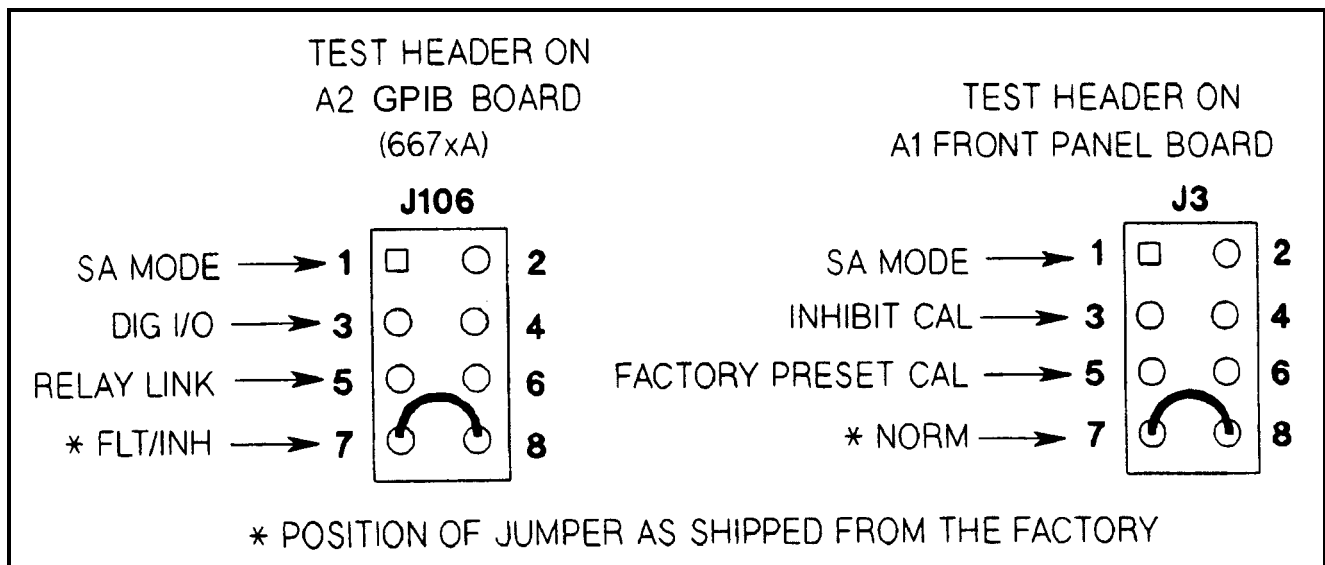 TEST HEADER ON
A2 GPIB BOARD
(667xA)
J106
SA MODE 1 2
DIG I/O 3 4
RELAY LINK 5 6
* FLT/INH 7 8
TEST HEADER ON
A1 FRONT PANEL BOARD
J3
SA MODE 1 2
INHIBIT CAL 3 4
FACTORY PRESET CAL 5 6
* NORM 7 8
* POSITION OF JUMPER AS SHIPPED FROM THE FACTORY